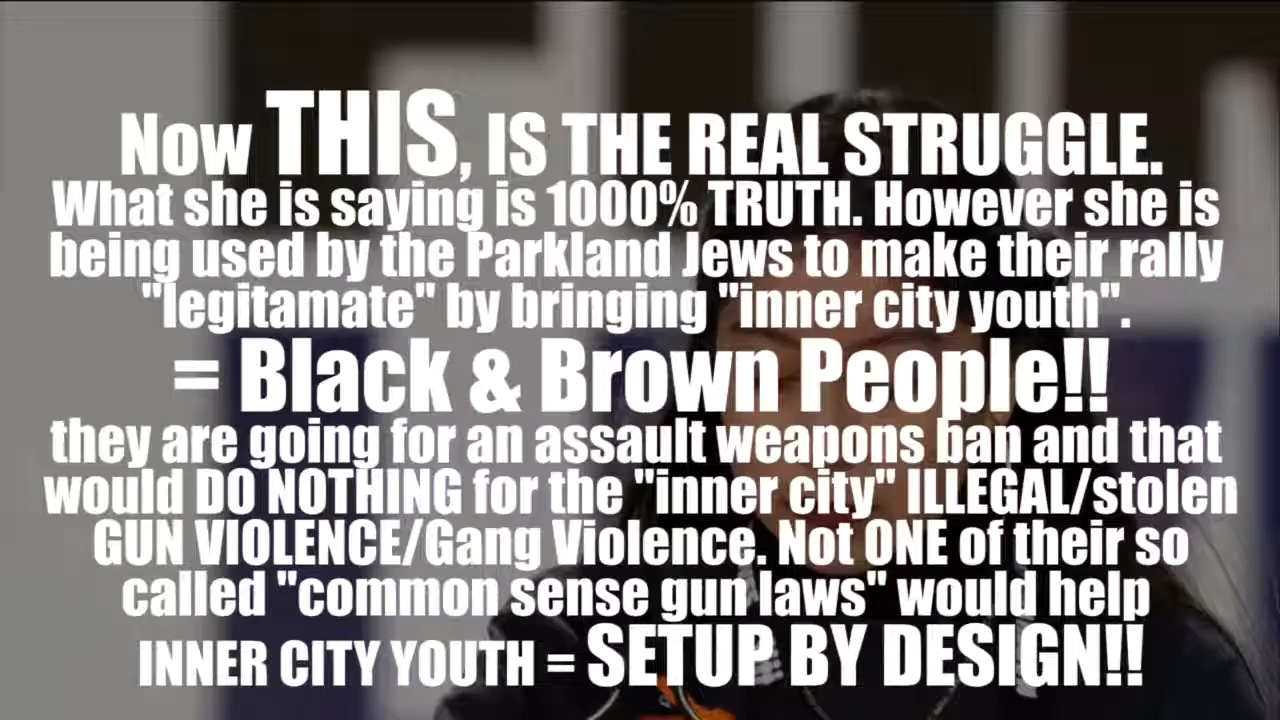 Now THIS, IS THE REAL STRUGGLE.
What she is saying is 1000% TRUTH. However she is
being used by the Parkland Jews to make their rally
"legitamate" by bringing "inner city youth".
= Black & Brown People!!
they are going for an assault weapons ban and that
would DO NOTHING for the "inner city" ILLEGAL/stolen
GUN VIOLENCE/Gang Violence. Not ONE of their so
called "common sense gun laws" would help
INNER CITY YOUTH = SETUP BY DESIGN!!